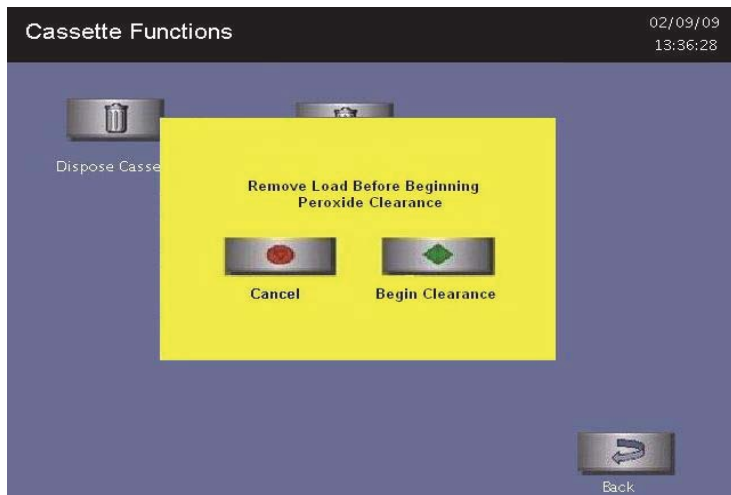 Cassette Functions
02/09/09
13:36:28
Dispose Casse
Remove Load Before Beginning
Peroxide Clearance
Cancel
Begin Clearance
Back